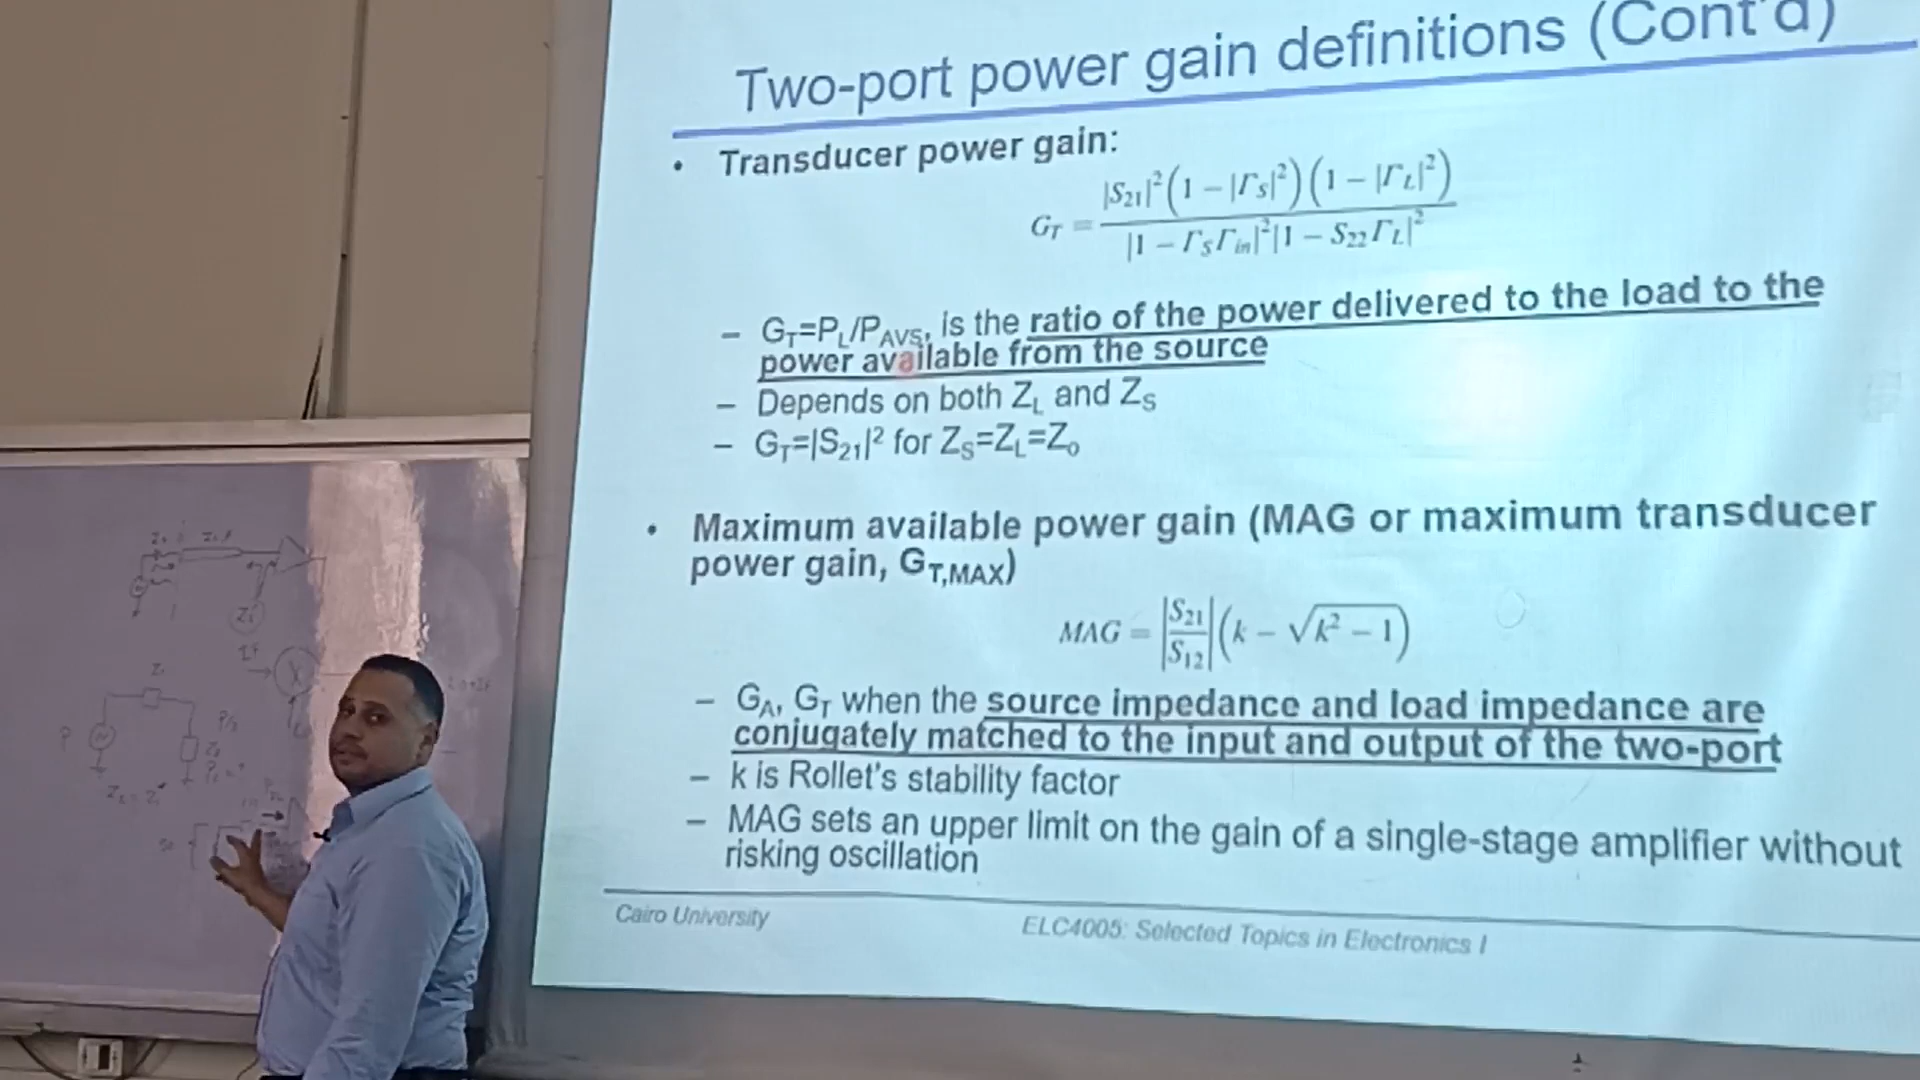 Two-port power gain definitions (Cont'd)
• Transducer power gain:
G_T = |S₂₁|²(1 − |Γ_S|²)(1 − |Γ_L|²) / |1 − Γ_SΓ_in|²|1 − S₂₂Γ_L|²
– G_T=P_L/P_AVS, is the ratio of the power delivered to the load to the
power available from the source
– Depends on both Z_L and Z_S
– G_T=|S₂₁|² for Z_S=Z_L=Z₀
• Maximum available power gain (MAG or maximum transducer
power gain, G_T,MAX)
MAG = |S₂₁/S₁₂|(k − √(k² − 1))
– G_A, G_T when the source impedance and load impedance are
conjugately matched to the input and output of the two-port
– k is Rollet's stability factor
– MAG sets an upper limit on the gain of a single-stage amplifier without
risking oscillation
Cairo University
ELC4005: Selected Topics in Electronics I
IF